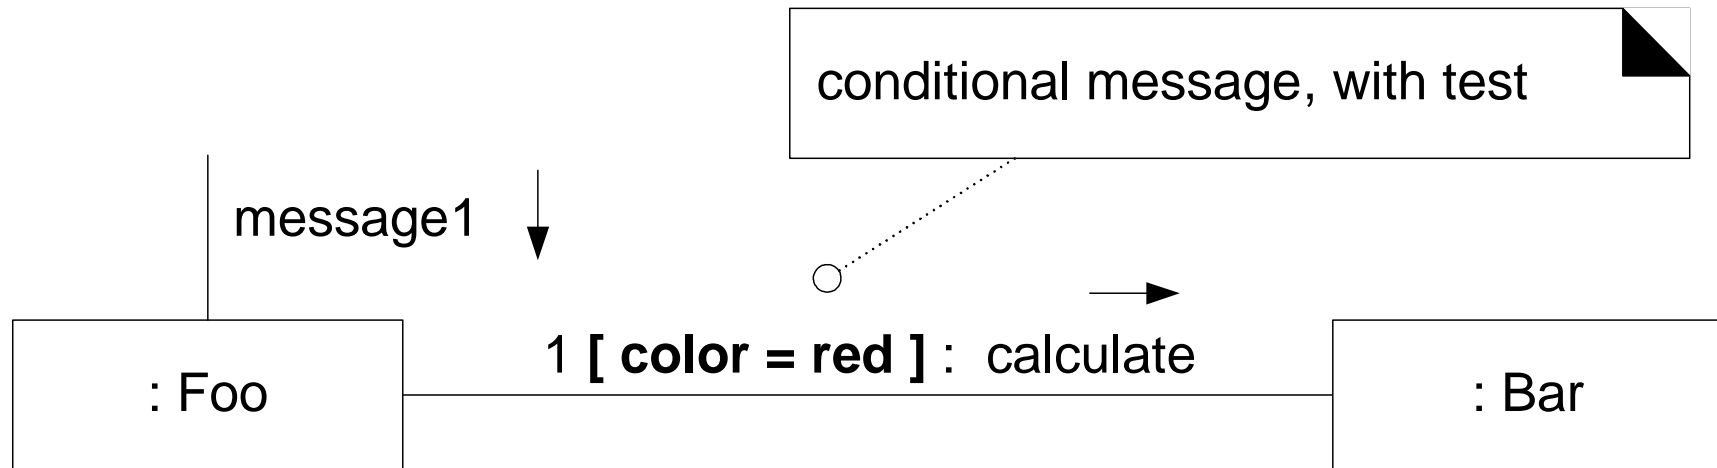 conditional message, with test
message1
1 [ color = red ] : calculate
: Foo
: Bar